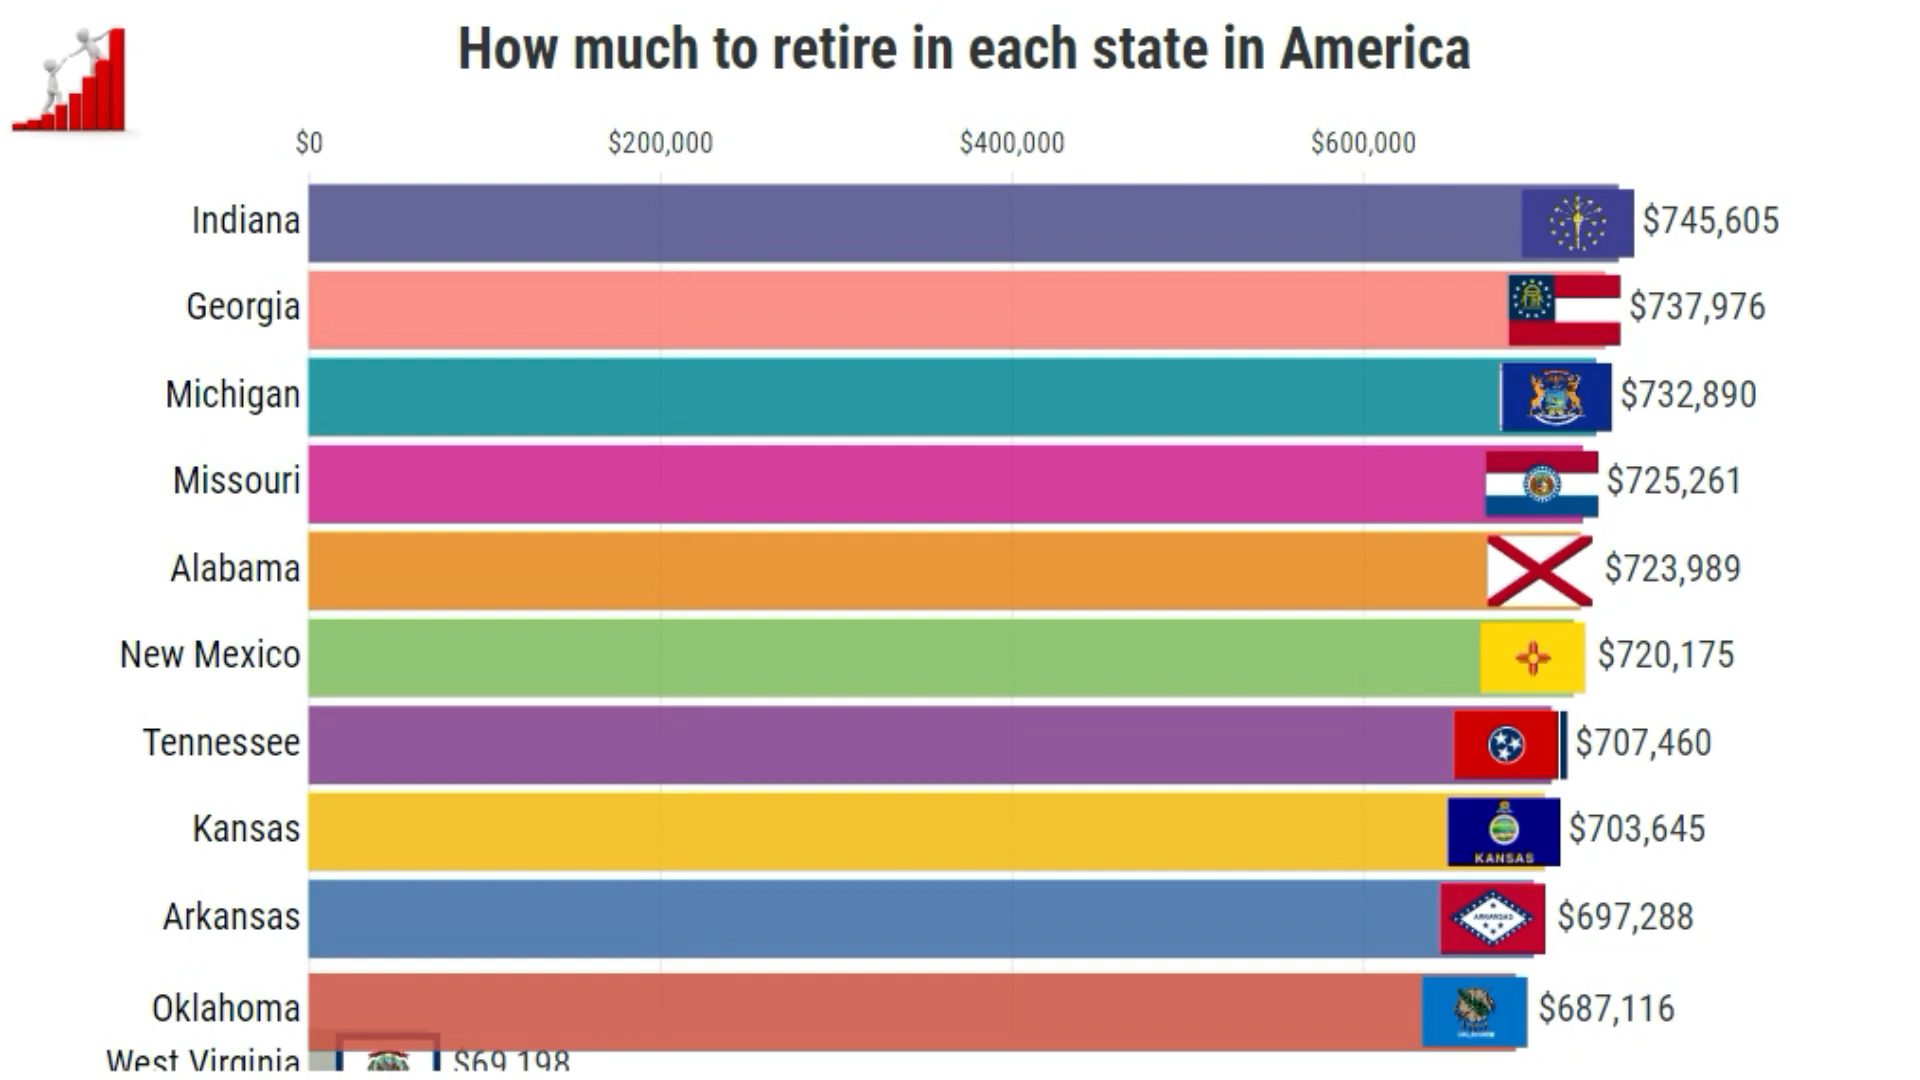 How much to retire in each state in America
$0 $200,000 $400,000 $600,000
Indiana $745,605
Georgia $737,976
Michigan $732,890
Missouri $725,261
Alabama $723,989
New Mexico $720,175
Tennessee $707,460
Kansas KANSAS $703,645
Arkansas ARKANSAS $697,288
Oklahoma OKLAHOMA $687,116
West Virginia $69,198